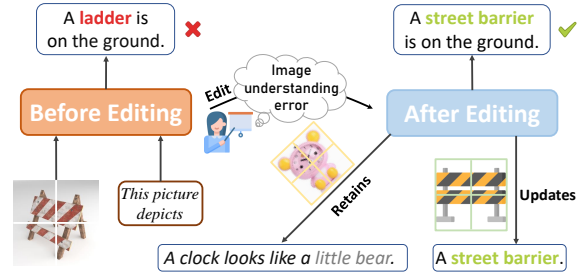 A ladder is
on the ground.
A street barrier
is on the ground.
Image
understanding
error
Edit
Before Editing
After Editing
This picture
depicts
Retains
Updates
A clock looks like a little bear.
A street barrier.